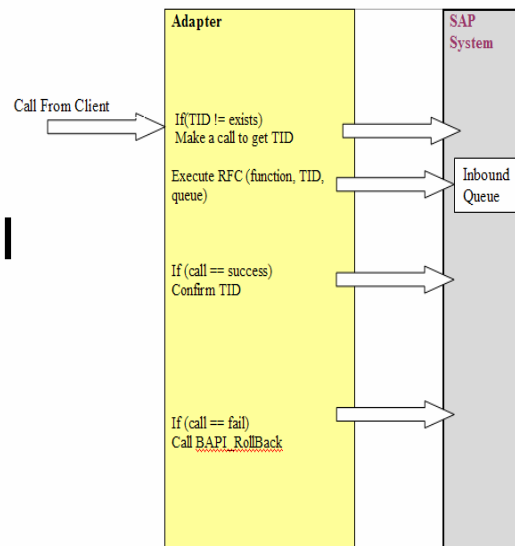 Adapter
SAP
System
Call From Client
If(TID != exists)
Make a call to get TID
Execute RFC (function, TID,
queue)
Inbound
Queue
If (call == success)
Confirm TID
If (call == fail)
Call BAPI_RollBack